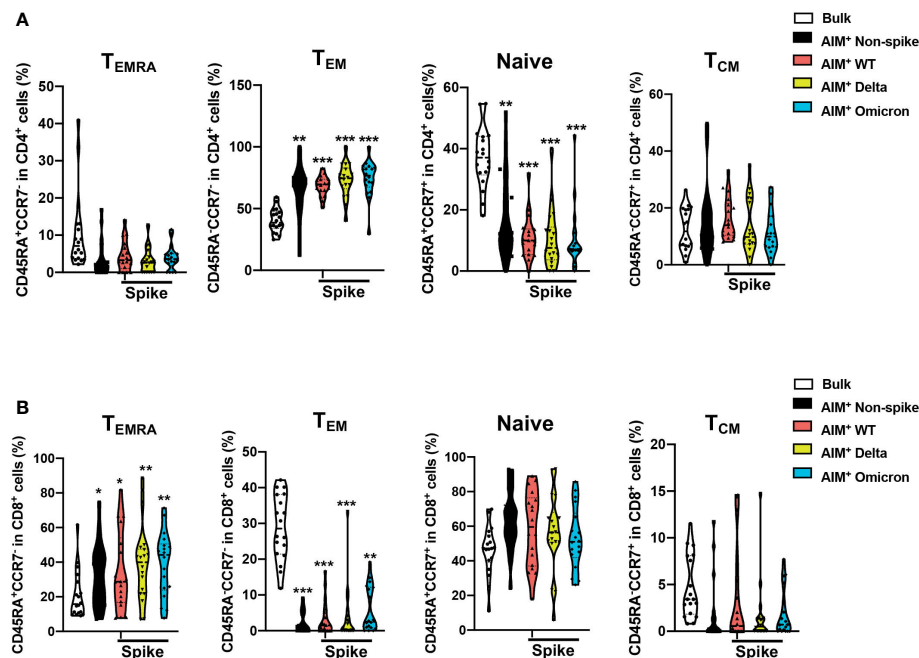 A
Bulk
AIM+ Non-spike
AIM+ WT
AIM+ Delta
AIM+ Omicron
TEMRA
CD45RA+CCR7- in CD4+ cells (%)
50
40
30
20
10
0
Spike
TEM
CD45RA-CCR7- in CD4+ cells (%)
150
100
50
0
** *** *** ***
Spike
Naive
CD45RA+CCR7+ in CD4+ cells(%)
60
40
20
0
** *** *** ***
Spike
TCM
CD45RA-CCR7+ in CD4+ cells (%)
60
40
20
0
Spike
B
Bulk
AIM+ Non-spike
AIM+ WT
AIM+ Delta
AIM+ Omicron
TEMRA
CD45RA+CCR7- in CD8+ cells (%)
100
80
60
40
20
0
* * ** **
Spike
TEM
CD45RA-CCR7- in CD8+ cells (%)
50
40
30
20
10
0
*** *** *** **
Spike
Naive
CD45RA+CCR7+ in CD8+ cells (%)
100
80
60
40
20
0
Spike
TCM
CD45RA-CCR7+ in CD8+ cells (%)
20
15
10
5
0
Spike